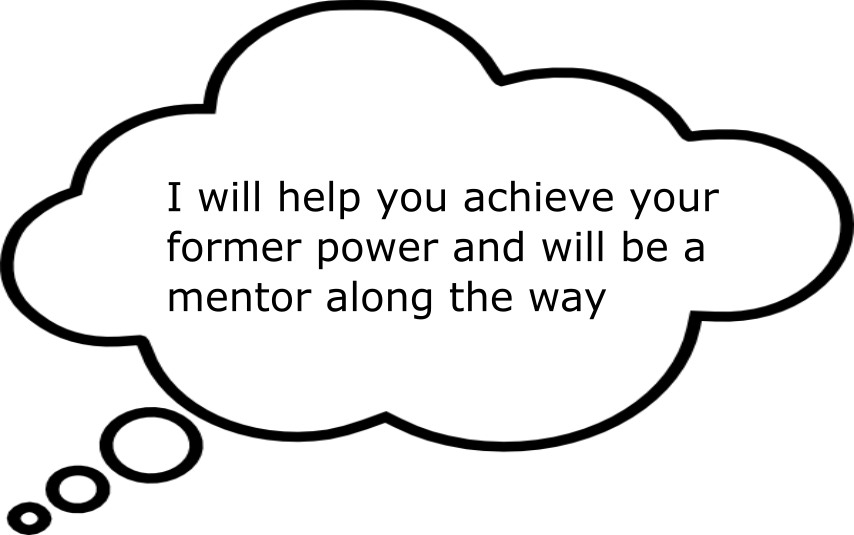 I will help you achieve your
former power and will be a
mentor along the way